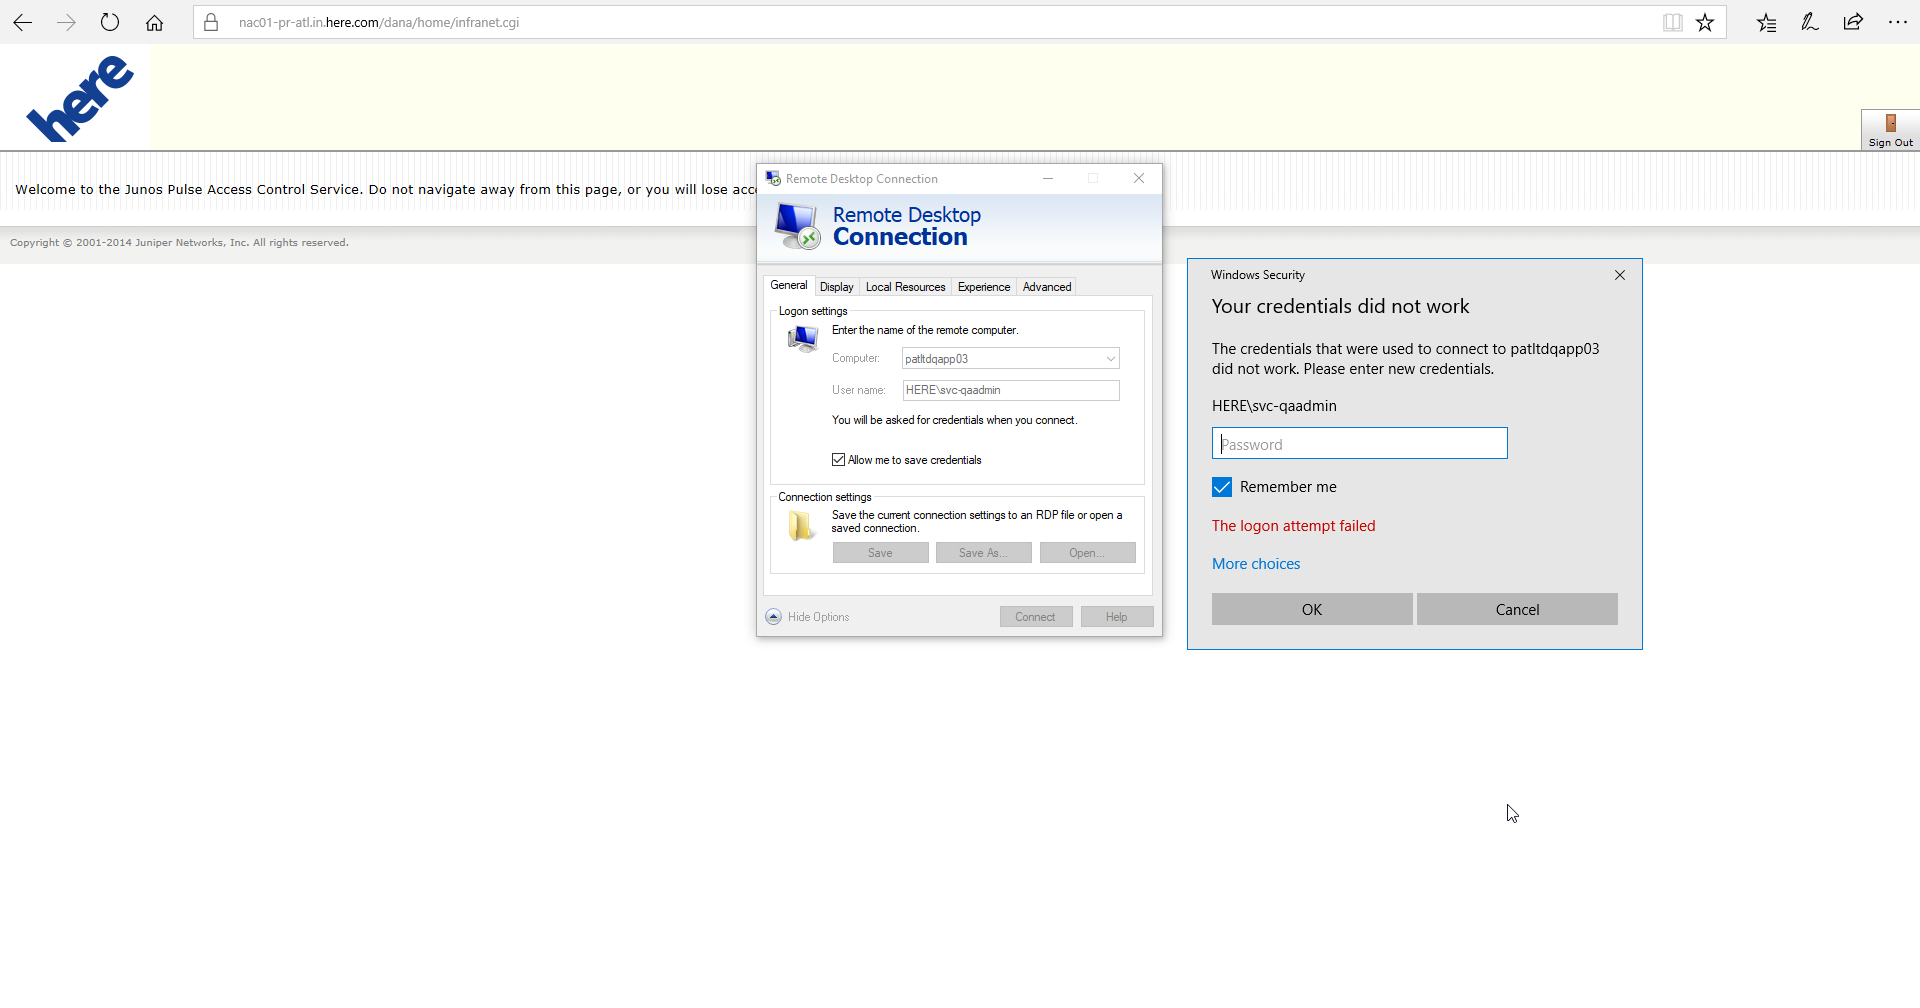 nac01-pr-atl.in.here.com/dana/home/infranet.cgi
here
Sign Out
Welcome to the Junos Pulse Access Control Service. Do not navigate away from this page, or you will lose acce
Copyright © 2001-2014 Juniper Networks, Inc. All rights reserved.
Remote Desktop Connection
Remote Desktop
Connection
General Display Local Resources Experience Advanced
Logon settings
Enter the name of the remote computer.
Computer: patltdqapp03
User name: HERE\svc-qaadmin
You will be asked for credentials when you connect.
Allow me to save credentials
Connection settings
Save the current connection settings to an RDP file or open a
saved connection.
Save Save As... Open...
Hide Options Connect Help
Windows Security
Your credentials did not work
The credentials that were used to connect to patltdqapp03
did not work. Please enter new credentials.
HERE\svc-qaadmin
Password
Remember me
The logon attempt failed
More choices
OK Cancel